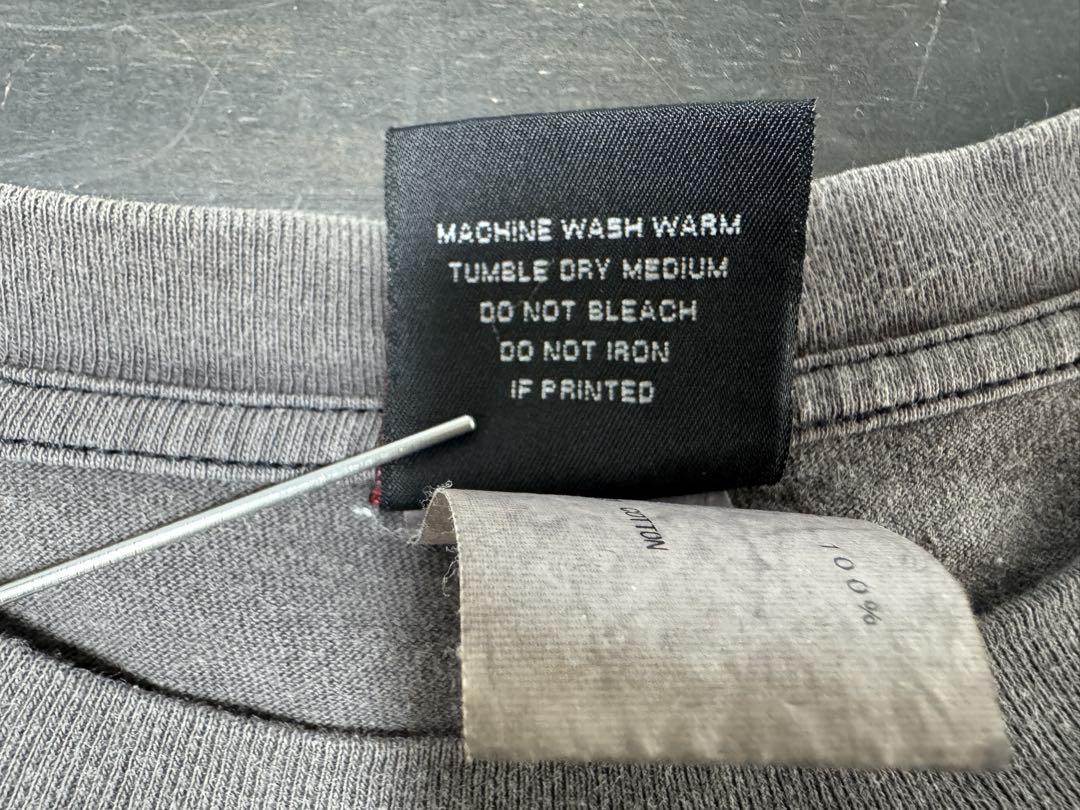 MACHINE WASH WARM
TUMBLE DRY MEDIUM
DO NOT BLEACH
DO NOT IRON
IF PRINTED
100%
COTTON